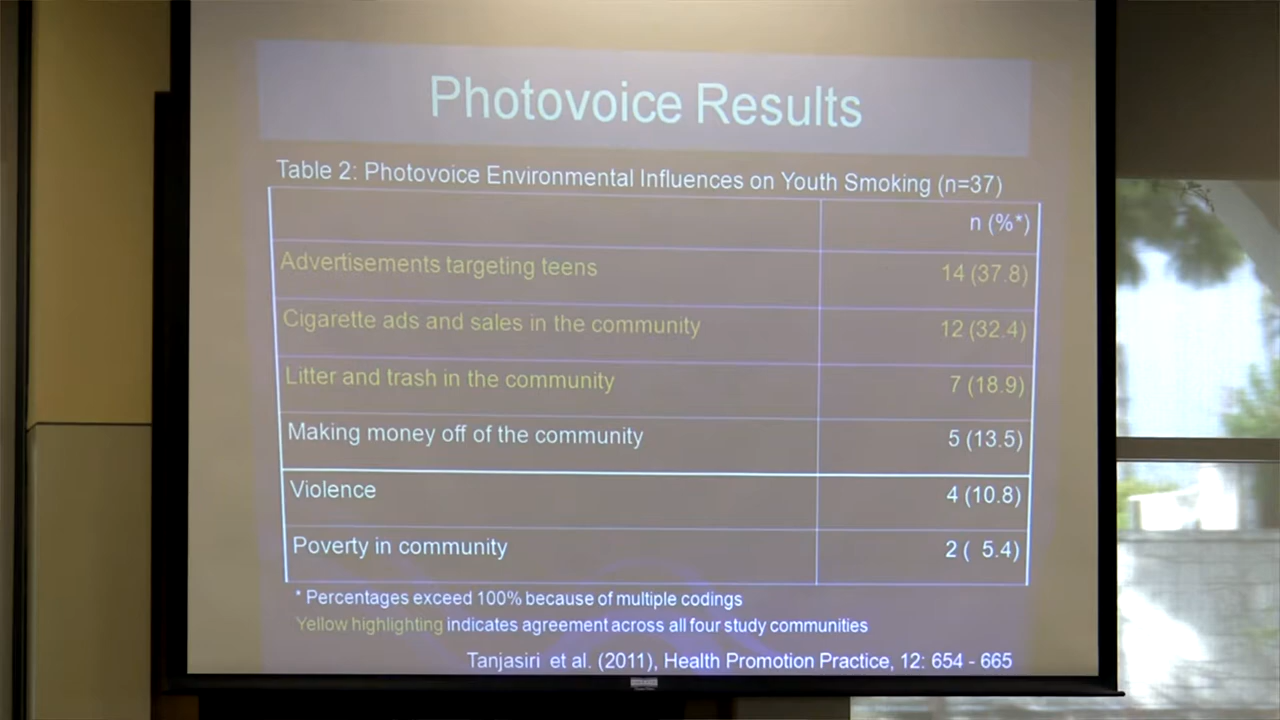 Photovoice Results
Table 2: Photovoice Environmental Influences on Youth Smoking (n=37)
n (%*)
Advertisements targeting teens 14 (37.8)
Cigarette ads and sales in the community 12 (32.4)
Litter and trash in the community 7 (18.9)
Making money off of the community 5 (13.5)
Violence 4 (10.8)
Poverty in community 2 ( 5.4)
* Percentages exceed 100% because of multiple codings
Yellow highlighting indicates agreement across all four study communities
Tanjasiri et al. (2011), Health Promotion Practice, 12: 654 - 665